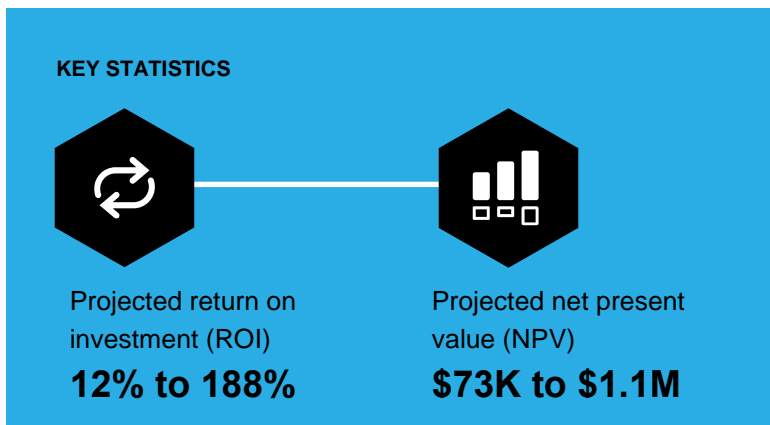 KEY STATISTICS
Projected return on
investment (ROI)
12% to 188%
Projected net present
value (NPV)
$73K to $1.1M